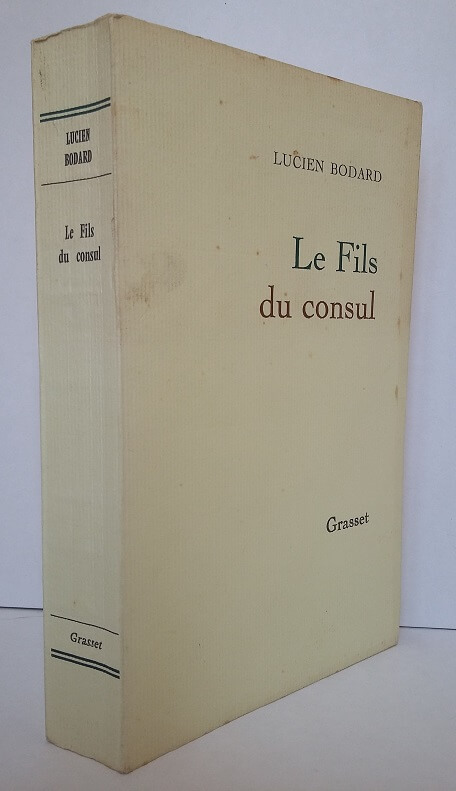 LUCIEN
BODARD
Le Fils
du consul
Grasset
LUCIEN BODARD
Le Fils
du consul
Grasset